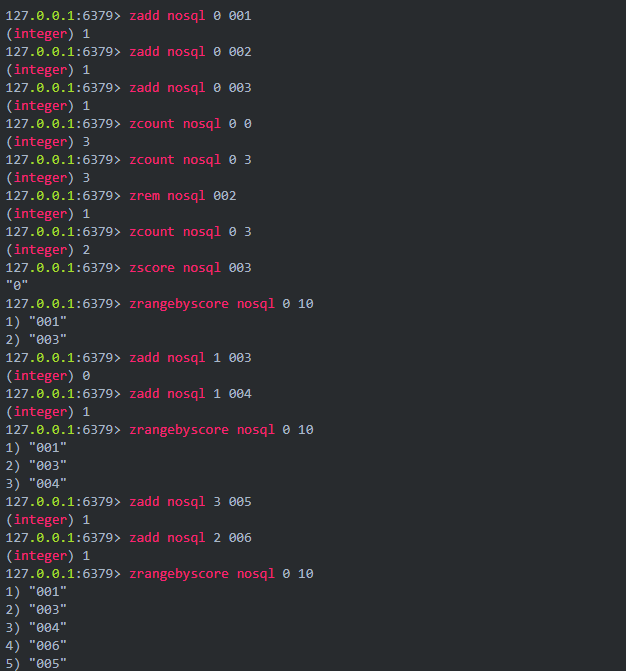 127.0.0.1:6379> zadd nosql 0 001
(integer) 1
127.0.0.1:6379> zadd nosql 0 002
(integer) 1
127.0.0.1:6379> zadd nosql 0 003
(integer) 1
127.0.0.1:6379> zcount nosql 0 0
(integer) 3
127.0.0.1:6379> zcount nosql 0 3
(integer) 3
127.0.0.1:6379> zrem nosql 002
(integer) 1
127.0.0.1:6379> zcount nosql 0 3
(integer) 2
127.0.0.1:6379> zscore nosql 003
"0"
127.0.0.1:6379> zrangebyscore nosql 0 10
1) "001"
2) "003"
127.0.0.1:6379> zadd nosql 1 003
(integer) 0
127.0.0.1:6379> zadd nosql 1 004
(integer) 1
127.0.0.1:6379> zrangebyscore nosql 0 10
1) "001"
2) "003"
3) "004"
127.0.0.1:6379> zadd nosql 3 005
(integer) 1
127.0.0.1:6379> zadd nosql 2 006
(integer) 1
127.0.0.1:6379> zrangebyscore nosql 0 10
1) "001"
2) "003"
3) "004"
4) "006"
5) "005"